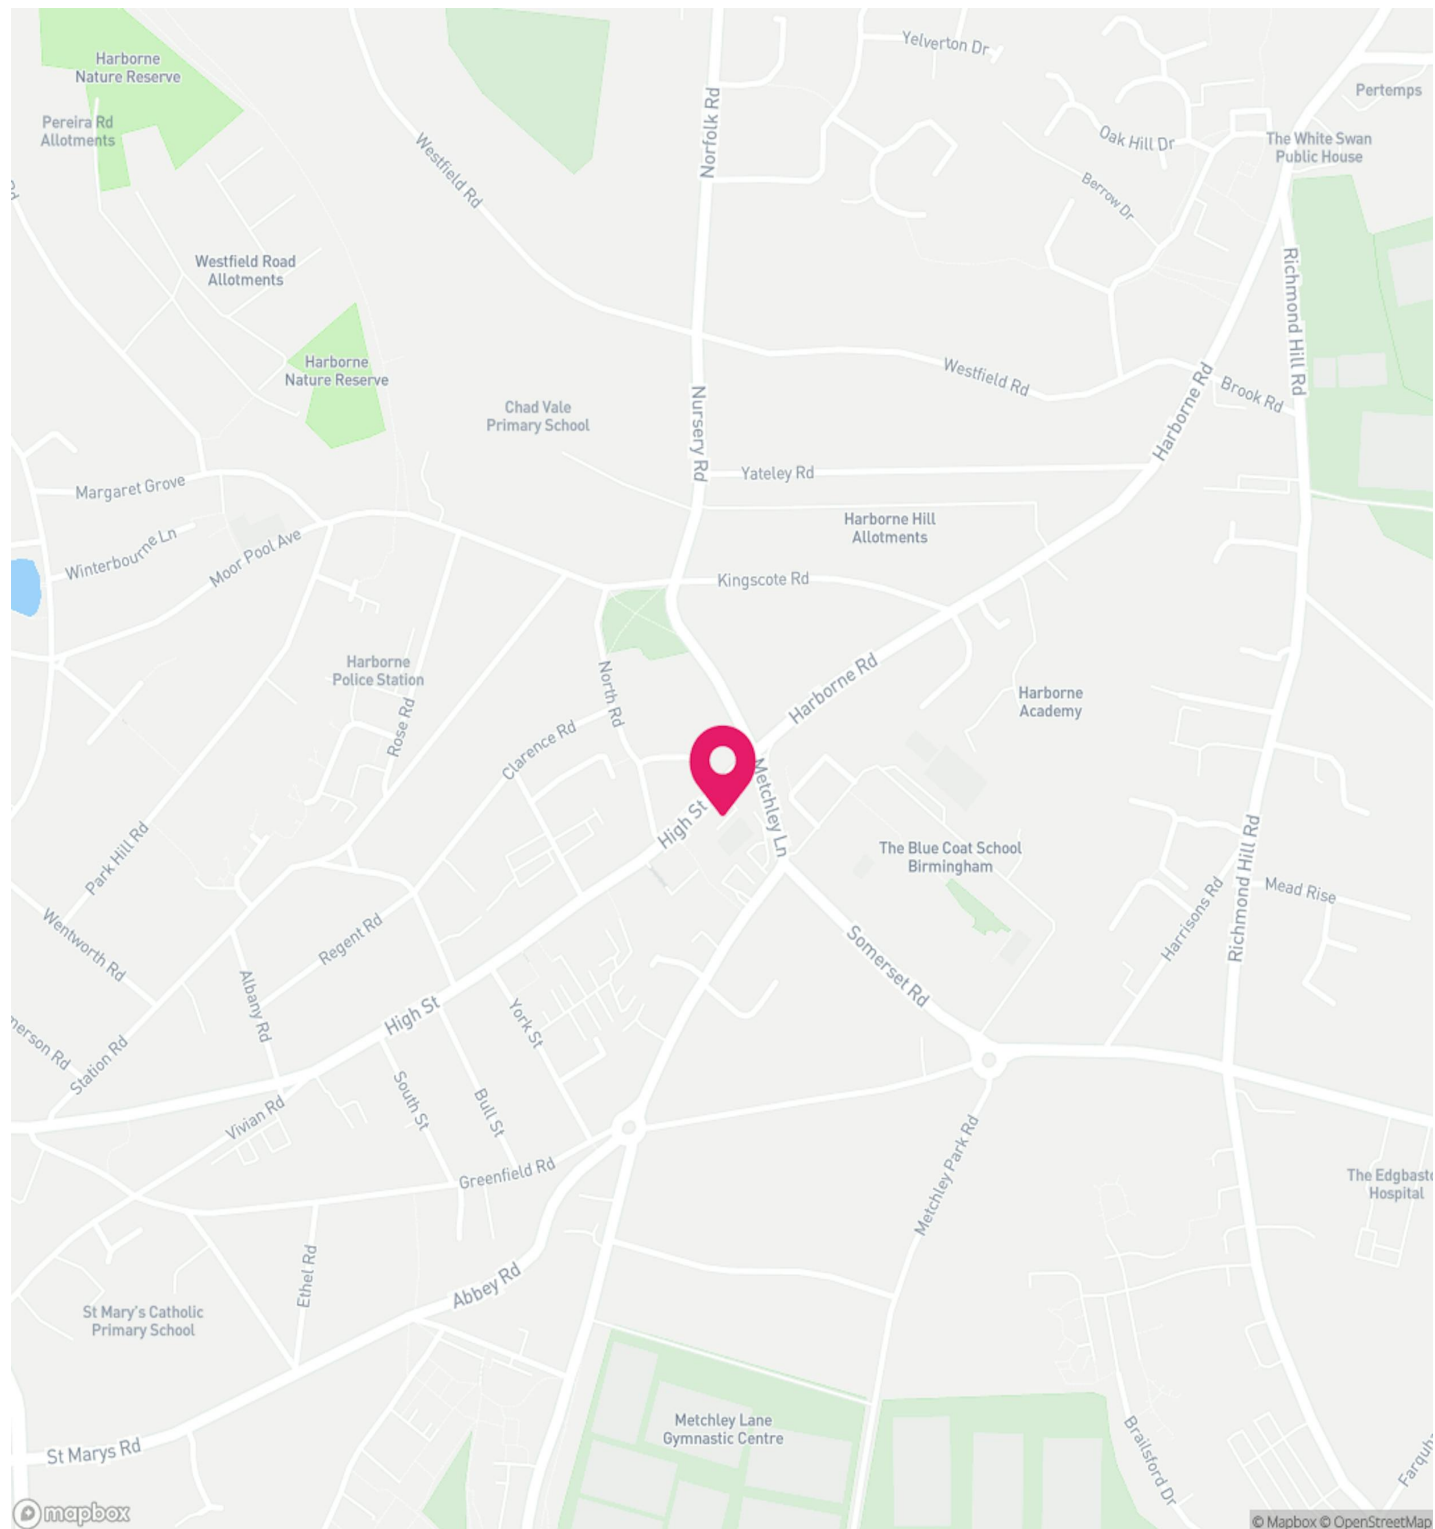 Harborne
Nature Reserve
Pereira Rd
Allotments
Westfield Rd
Norfolk Rd
Yelverton Dr
Oak Hill Dr
Berrow Dr
Pertemps
The White Swan
Public House
Westfield Road
Allotments
Richmond Hill Rd
Harborne
Nature Reserve
Chad Vale
Primary School
Nursery Rd
Westfield Rd
Harborne Rd
Brook Rd
Yateley Rd
Margaret Grove
Winterbourne Ln
Moor Pool Ave
Harborne Hill
Allotments
Kingscote Rd
Harborne
Police Station
North Rd
Rose Rd
Clarence Rd
Harborne Rd
Harborne
Academy
High St
Metchley Ln
The Blue Coat School
Birmingham
Park Hill Rd
Wentworth Rd
Regent Rd
Albany Rd
Somerset Rd
Harrisons Rd
Richmond Hill Rd
Mead Rise
High St
York St
Station Rd
South St
Bull St
Vivian Rd
Greenfield Rd
Metchley Park Rd
Hospital
Ethel Rd
Abbey Rd
St Mary's Catholic
Primary School
Metchley Lane
Gymnastic Centre
St Marys Rd
Brailsford Dr
mapbox
© Mapbox © OpenStreetMap